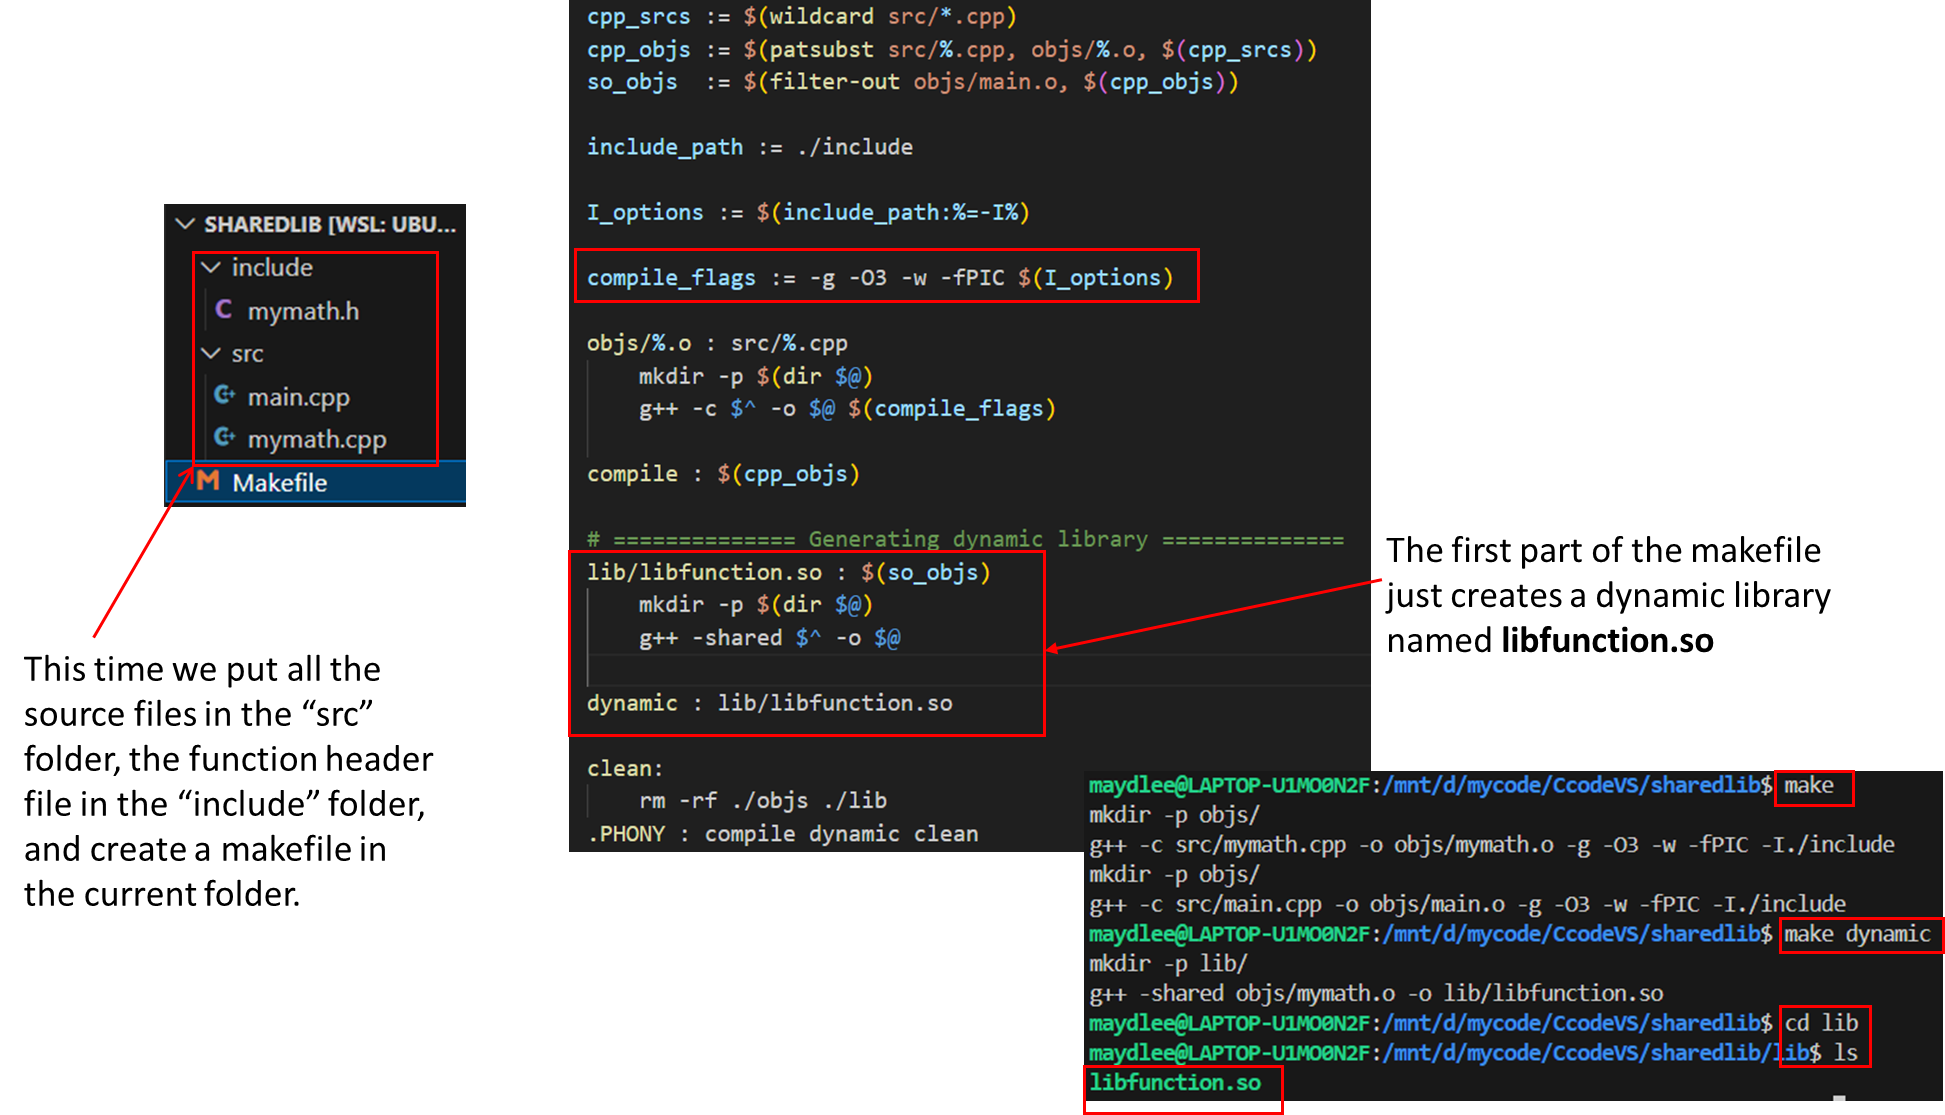 SHAREDLIB [WSL: UBU...
include
mymath.h
src
main.cpp
mymath.cpp
Makefile
This time we put all the
source files in the “src”
folder, the function header
file in the “include” folder,
and create a makefile in
the current folder.
cpp_srcs := $(wildcard src/*.cpp)
cpp_objs := $(patsubst src/%.cpp, objs/%.o, $(cpp_srcs))
so_objs  := $(filter-out objs/main.o, $(cpp_objs))
include_path := ./include
I_options := $(include_path:%=-I%)
compile_flags := -g -O3 -w -fPIC $(I_options)
objs/%.o : src/%.cpp
    mkdir -p $(dir $@)
    g++ -c $^ -o $@ $(compile_flags)
compile : $(cpp_objs)
# ============== Generating dynamic library ==============
lib/libfunction.so : $(so_objs)
    mkdir -p $(dir $@)
    g++ -shared $^ -o $@
dynamic : lib/libfunction.so
clean:
    rm -rf ./objs ./lib
.PHONY : compile dynamic clean
The first part of the makefile
just creates a dynamic library
named libfunction.so
maydlee@LAPTOP-U1MO0N2F:/mnt/d/mycode/CcodeVS/sharedlib$ make
mkdir -p objs/
g++ -c src/mymath.cpp -o objs/mymath.o -g -O3 -w -fPIC -I./include
mkdir -p objs/
g++ -c src/main.cpp -o objs/main.o -g -O3 -w -fPIC -I./include
maydlee@LAPTOP-U1MO0N2F:/mnt/d/mycode/CcodeVS/sharedlib$ make dynamic
mkdir -p lib/
g++ -shared objs/mymath.o -o lib/libfunction.so
maydlee@LAPTOP-U1MO0N2F:/mnt/d/mycode/CcodeVS/sharedlib$ cd lib
maydlee@LAPTOP-U1MO0N2F:/mnt/d/mycode/CcodeVS/sharedlib/lib$ ls
libfunction.so